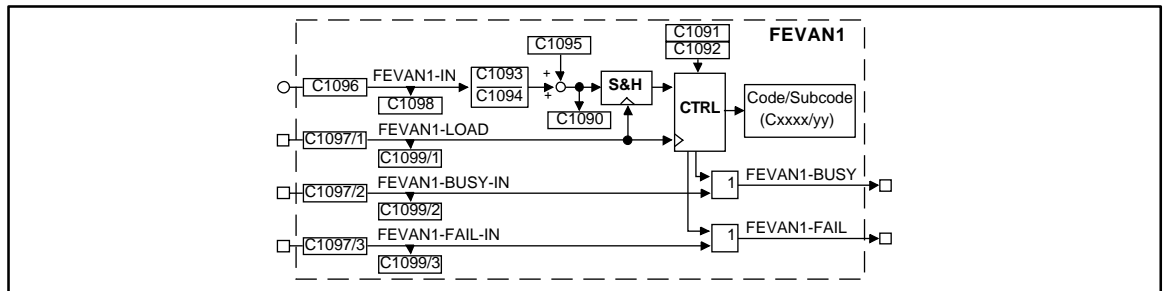 FEVAN1
C1091
C1092
C1095
C1096
FEVAN1-IN
C1098
C1093
C1094
+
+
C1090
S&H
CTRL
Code/Subcode
(Cxxxx/yy)
C1097/1
FEVAN1-LOAD
C1099/1
C1097/2
FEVAN1-BUSY-IN
C1099/2
1
FEVAN1-BUSY
C1097/3
FEVAN1-FAIL-IN
C1099/3
1
FEVAN1-FAIL